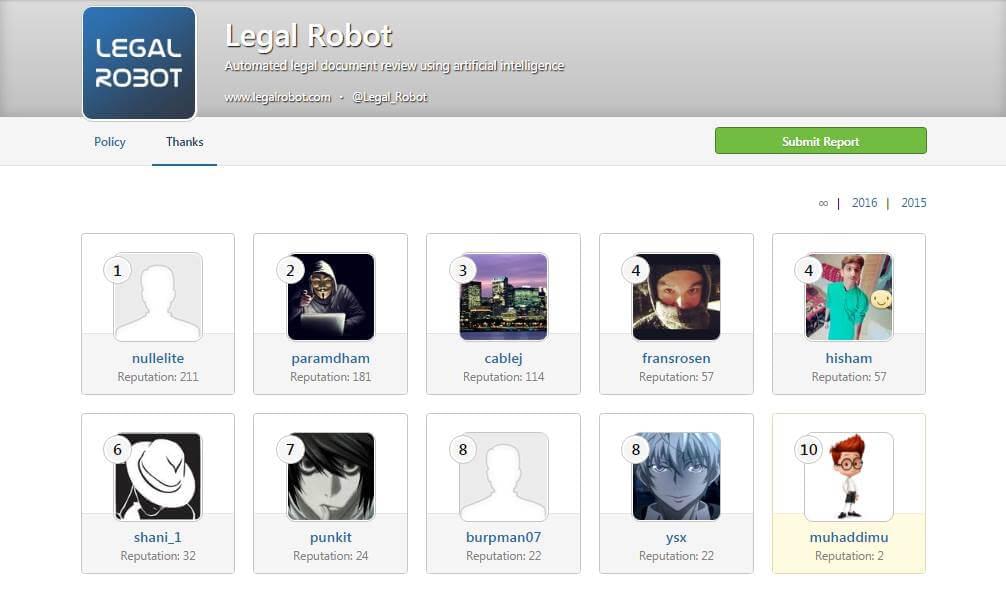 LEGAL
ROBOT
Legal Robot
Automated legal document review using artificial intelligence
www.legalrobot.com · @Legal_Robot
Policy Thanks Submit Report
∞ | 2016 | 2015
1 2 3 4 4
nullelite paramdham cablej fransrosen hisham
Reputation: 211 Reputation: 181 Reputation: 114 Reputation: 57 Reputation: 57
6 7 8 8 10
shani_1 punkit burpman07 ysx muhaddimu
Reputation: 32 Reputation: 24 Reputation: 22 Reputation: 22 Reputation: 2